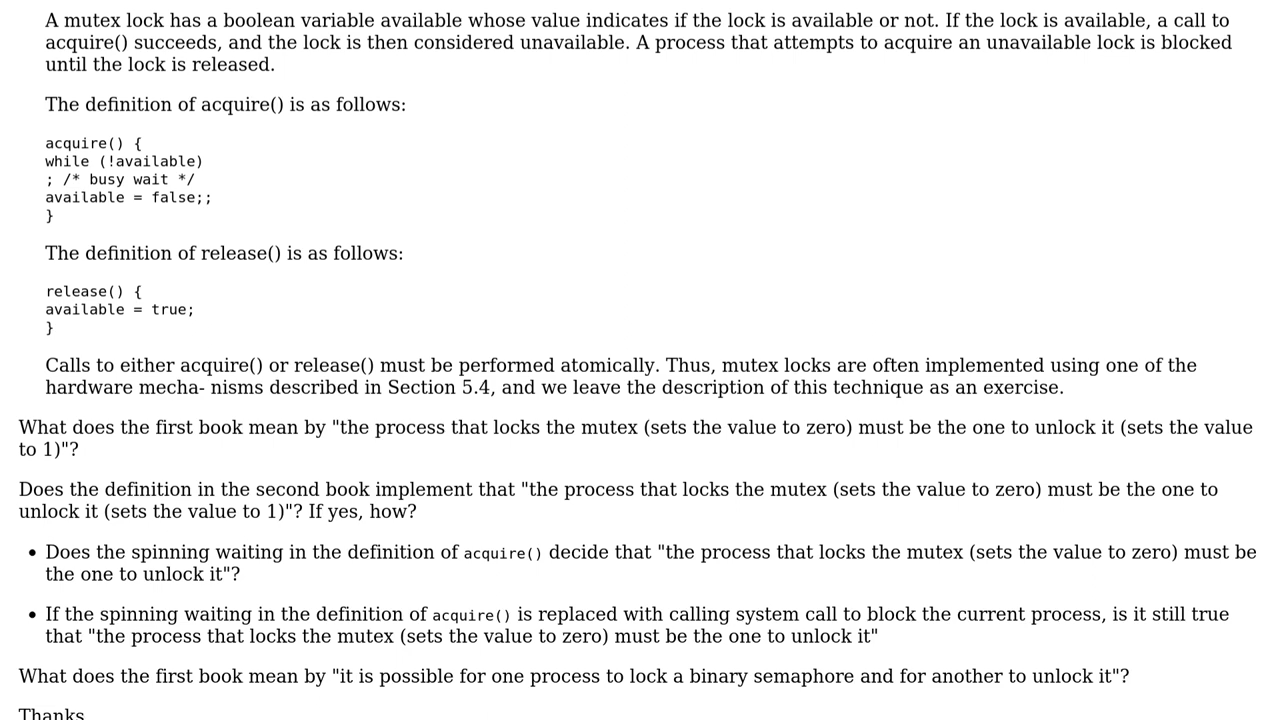 A mutex lock has a boolean variable available whose value indicates if the lock is available or not. If the lock is available, a call to
acquire() succeeds, and the lock is then considered unavailable. A process that attempts to acquire an unavailable lock is blocked
until the lock is released.
The definition of acquire() is as follows:
acquire() {
while (!available)
; /* busy wait */
available = false;;
}
The definition of release() is as follows:
release() {
available = true;
}
Calls to either acquire() or release() must be performed atomically. Thus, mutex locks are often implemented using one of the
hardware mecha- nisms described in Section 5.4, and we leave the description of this technique as an exercise.
What does the first book mean by "the process that locks the mutex (sets the value to zero) must be the one to unlock it (sets the value
to 1)"?
Does the definition in the second book implement that "the process that locks the mutex (sets the value to zero) must be the one to
unlock it (sets the value to 1)"? If yes, how?
• Does the spinning waiting in the definition of acquire() decide that "the process that locks the mutex (sets the value to zero) must be
the one to unlock it"?
• If the spinning waiting in the definition of acquire() is replaced with calling system call to block the current process, is it still true
that "the process that locks the mutex (sets the value to zero) must be the one to unlock it"
What does the first book mean by "it is possible for one process to lock a binary semaphore and for another to unlock it"?
Thanks